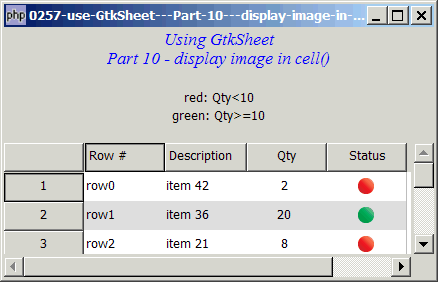 php 0257-use-GtkSheet---Part-10---display-image-in-...
Using GtkSheet
Part 10 - display image in cell()
red: Qty<10
green: Qty>=10
Row # Description Qty Status
1 row0 item 42 2
2 row1 item 36 20
3 row2 item 21 8